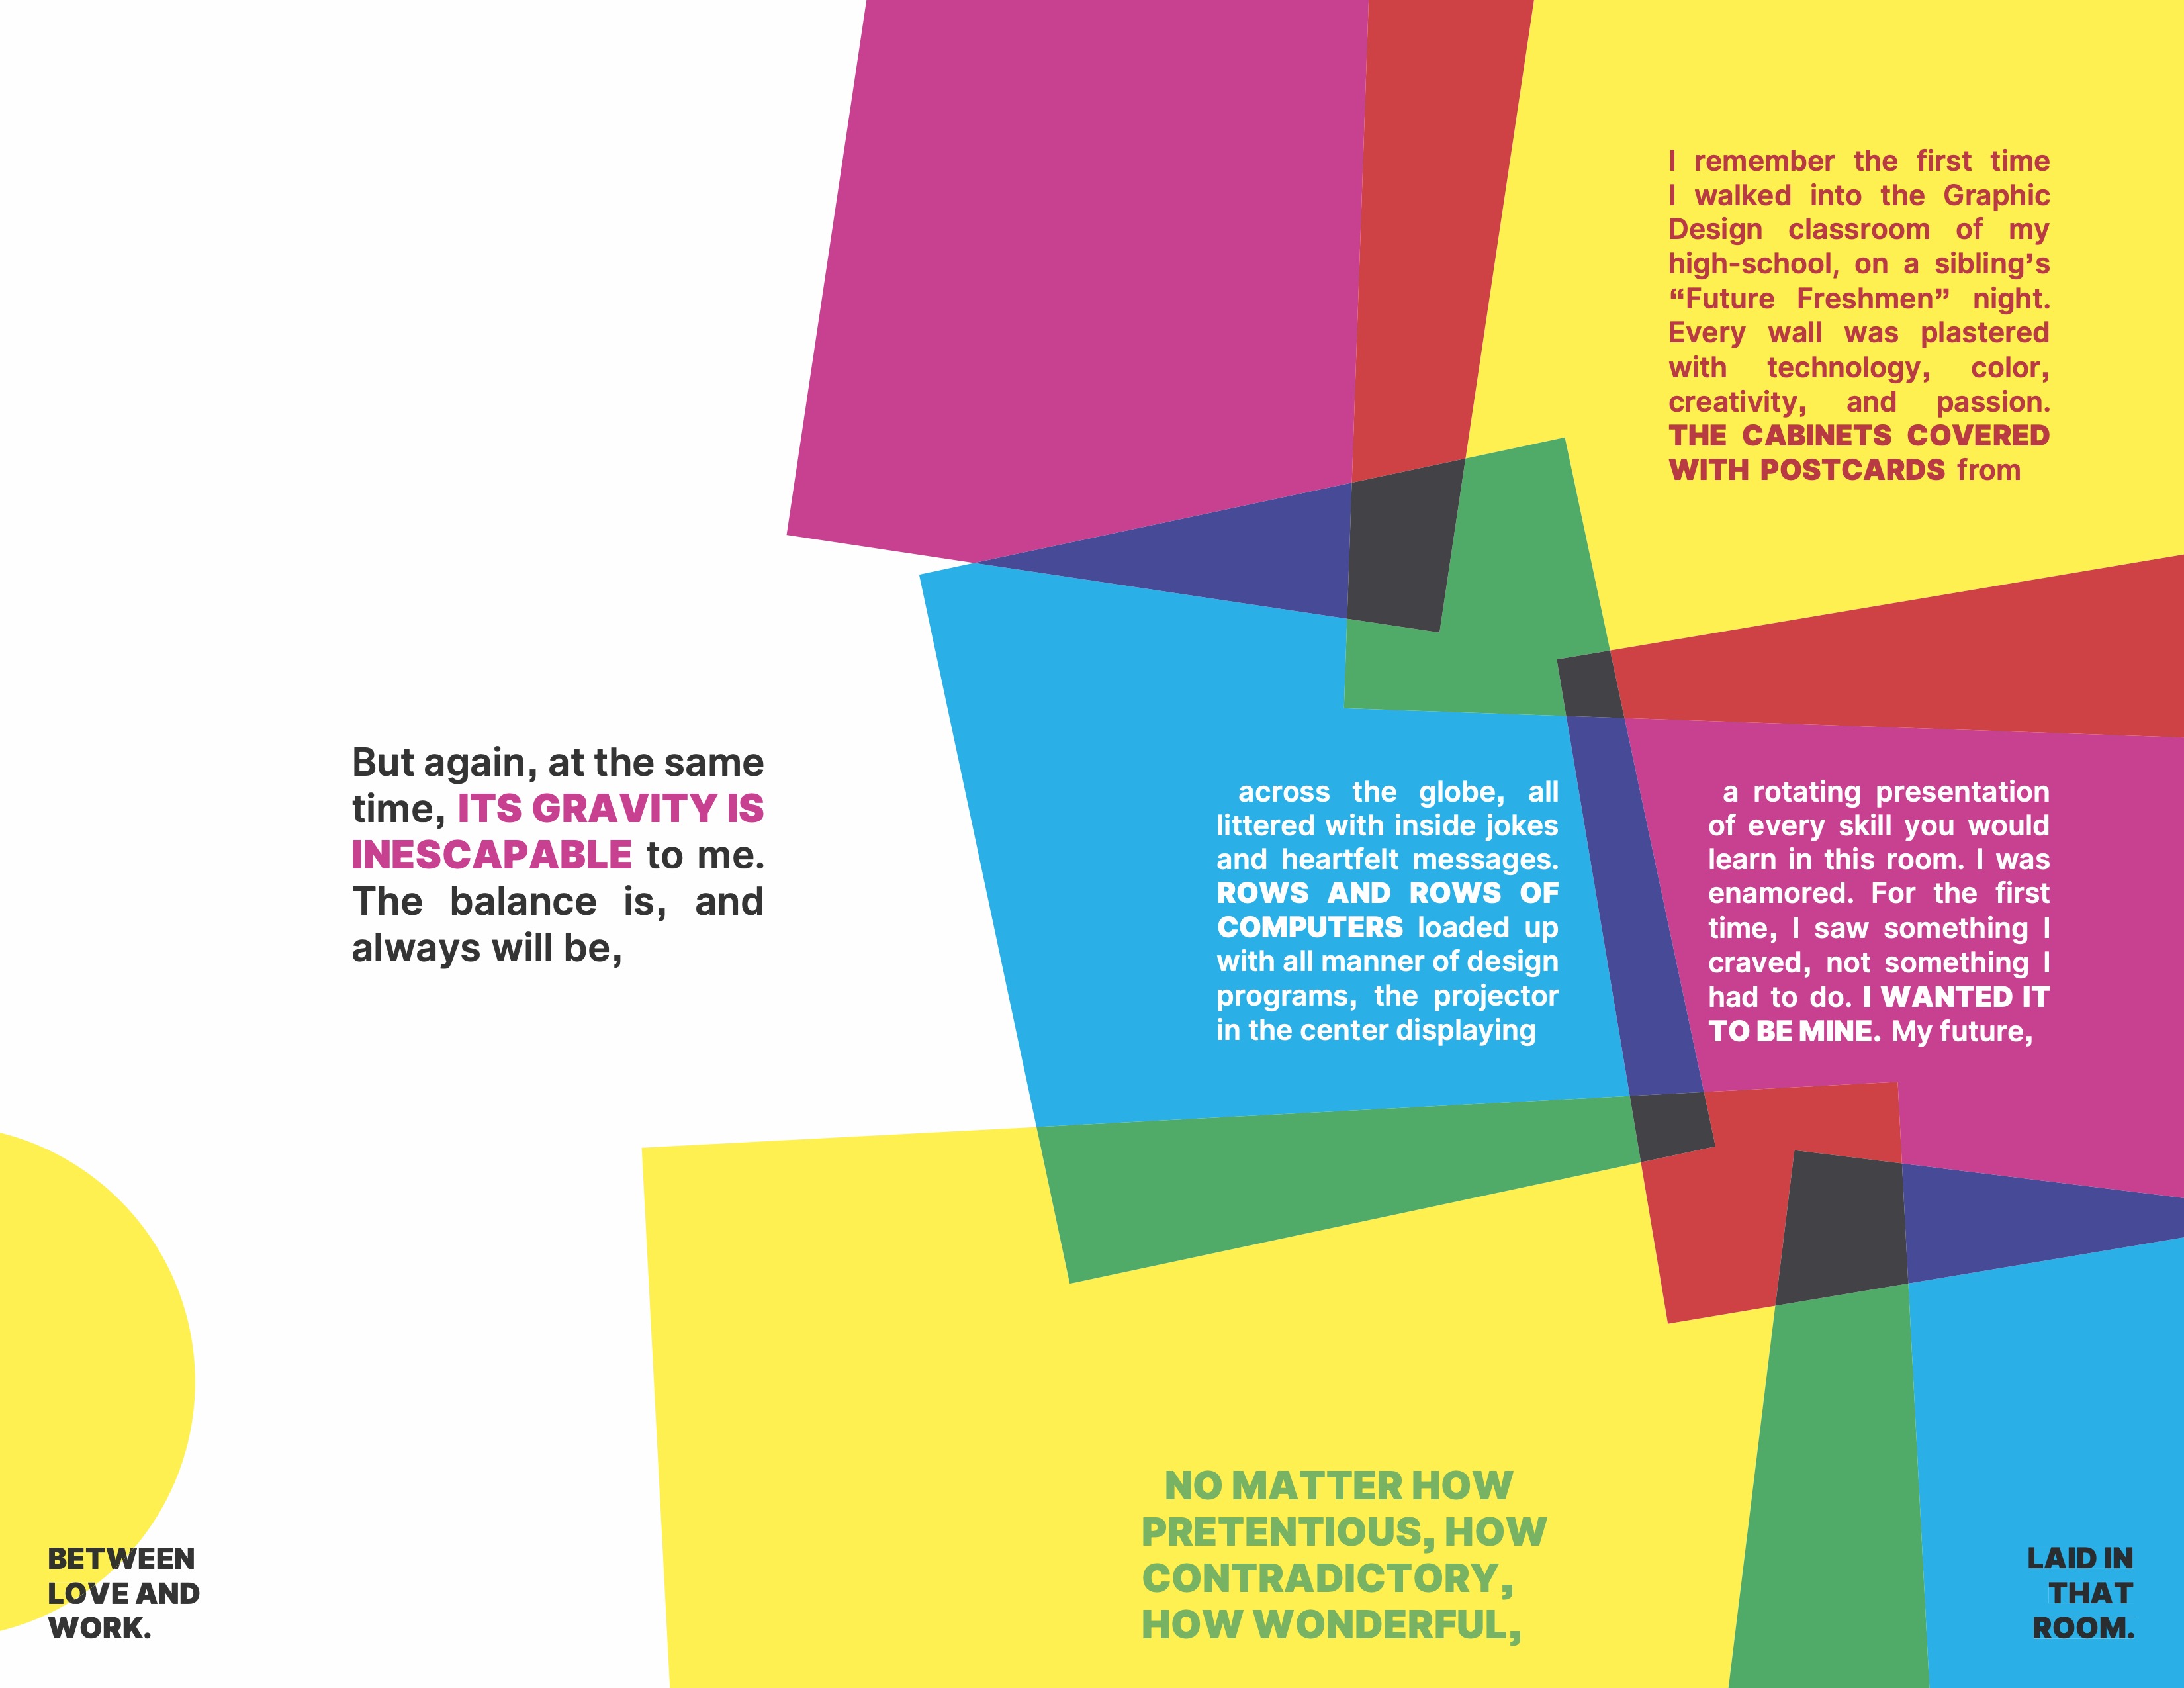 But again, at the same
time, ITS GRAVITY IS
INESCAPABLE to me.
The balance is, and
always will be,
BETWEEN
LOVE AND
WORK.
I remember the first time
I walked into the Graphic
Design classroom of my
high-school, on a sibling’s
“Future Freshmen” night.
Every wall was plastered
with technology, color,
creativity, and passion.
THE CABINETS COVERED
WITH POSTCARDS from
across the globe, all
littered with inside jokes
and heartfelt messages.
ROWS AND ROWS OF
COMPUTERS loaded up
with all manner of design
programs, the projector
in the center displaying
a rotating presentation
of every skill you would
learn in this room. I was
enamored. For the first
time, I saw something I
craved, not something I
had to do. I WANTED IT
TO BE MINE. My future,
NO MATTER HOW
PRETENTIOUS, HOW
CONTRADICTORY,
HOW WONDERFUL,
LAID IN
THAT
ROOM.